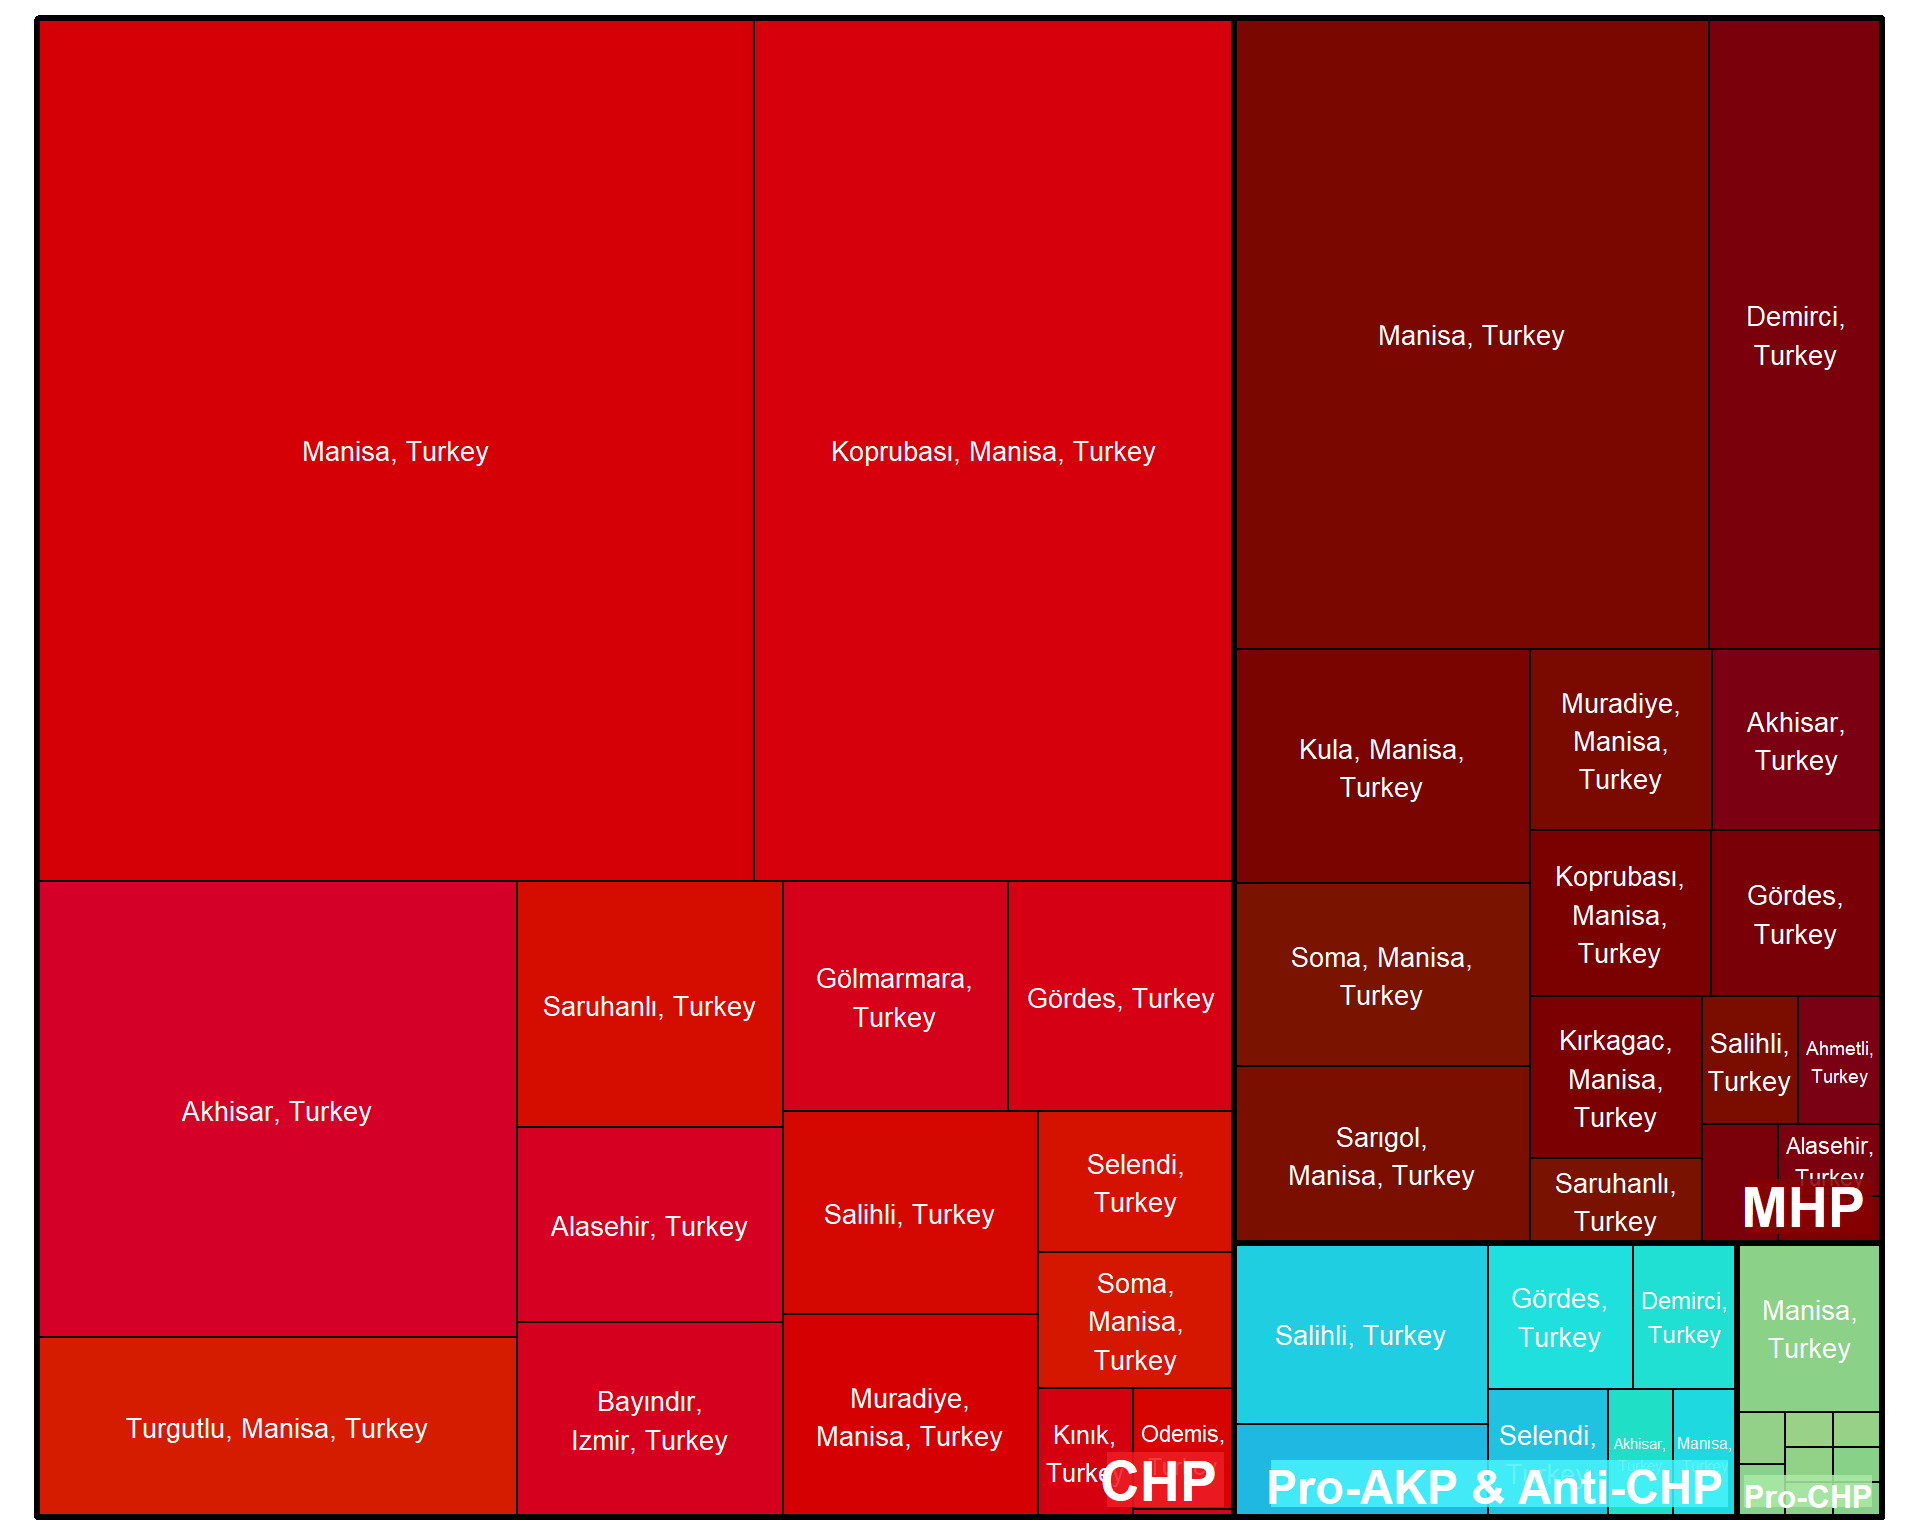 Manisa, Turkey
Koprubası, Manisa, Turkey
Akhisar, Turkey
Turgutlu, Manisa, Turkey
Saruhanlı, Turkey
Alasehir, Turkey
Bayındır,
Izmir, Turkey
Gölmarmara,
Turkey
Gördes, Turkey
Salihli, Turkey
Muradiye,
Manisa, Turkey
Selendi,
Turkey
Soma,
Manisa,
Turkey
Kınık,
Turkey
Odemis,
CHP
Manisa, Turkey
Demirci,
Turkey
Kula, Manisa,
Turkey
Soma, Manisa,
Turkey
Sarıgol,
Manisa, Turkey
Muradiye,
Manisa,
Turkey
Akhisar,
Turkey
Koprubası,
Manisa,
Turkey
Gördes,
Turkey
Kırkagac,
Manisa,
Turkey
Saruhanlı,
Turkey
Salihli,
Turkey
Ahmetli,
Turkey
Alasehir,
Turkey
MHP
Salihli, Turkey
Gördes,
Turkey
Demirci,
Turkey
Selendi,
Akhisar,
Manisa,
Pro-AKP & Anti-CHP
Manisa,
Turkey
Pro-CHP